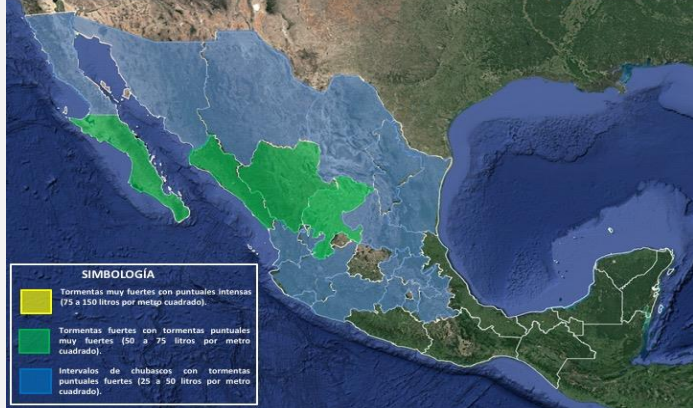 SIMBOLOGÍA
Tormentas muy fuertes con puntuales intensas
(75 a 150 litros por metro cuadrado).
Tormentas fuertes con tormentas puntuales
muy fuertes (50 a 75 litros por metro
cuadrado).
Intervalos de chubascos con tormentas
puntuales fuertes (25 a 50 litros por metro
cuadrado).